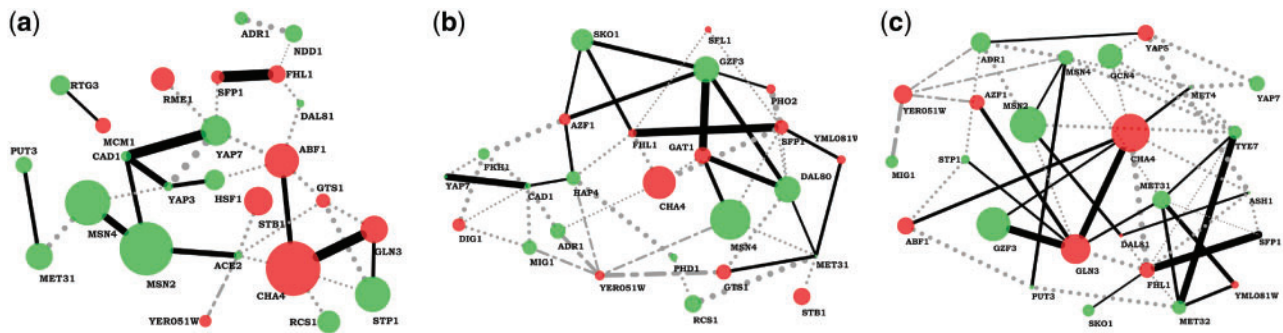 (a)
ADR1
NDD1
RTG3
RME1
SFP1
FHL1
MCM1
DAL81
PUT3
CAD1
YAP7
ABF1
YAP3
HSF1
GTS1
MSN4
STB1
GLN3
MET31
MSN2
ACE2
CHA4
YER051W
RCS1
STP1
(b)
SKO1
SFL1
GZF3
PHO2
AZF1
FHL1
SFP1
YML081W
GAT1
FKH1
YAP7
CAD1
HAP4
CHA4
DAL80
DIG1
MIG1
ADR1
MSN4
PHD1
MET31
YER051W
GTS1
RCS1
STB1
(c)
YAP5
ADR1
MSN4
GCN4
YER051W
AZF1
MSN2
MET4
YAP7
CHA4
TYE7
STP1
MIG1
MET31
ASH1
ABF1
GZF3
DAL81
SFP1
GLN3
PUT3
FHL1
YML081W
SKO1
MET32